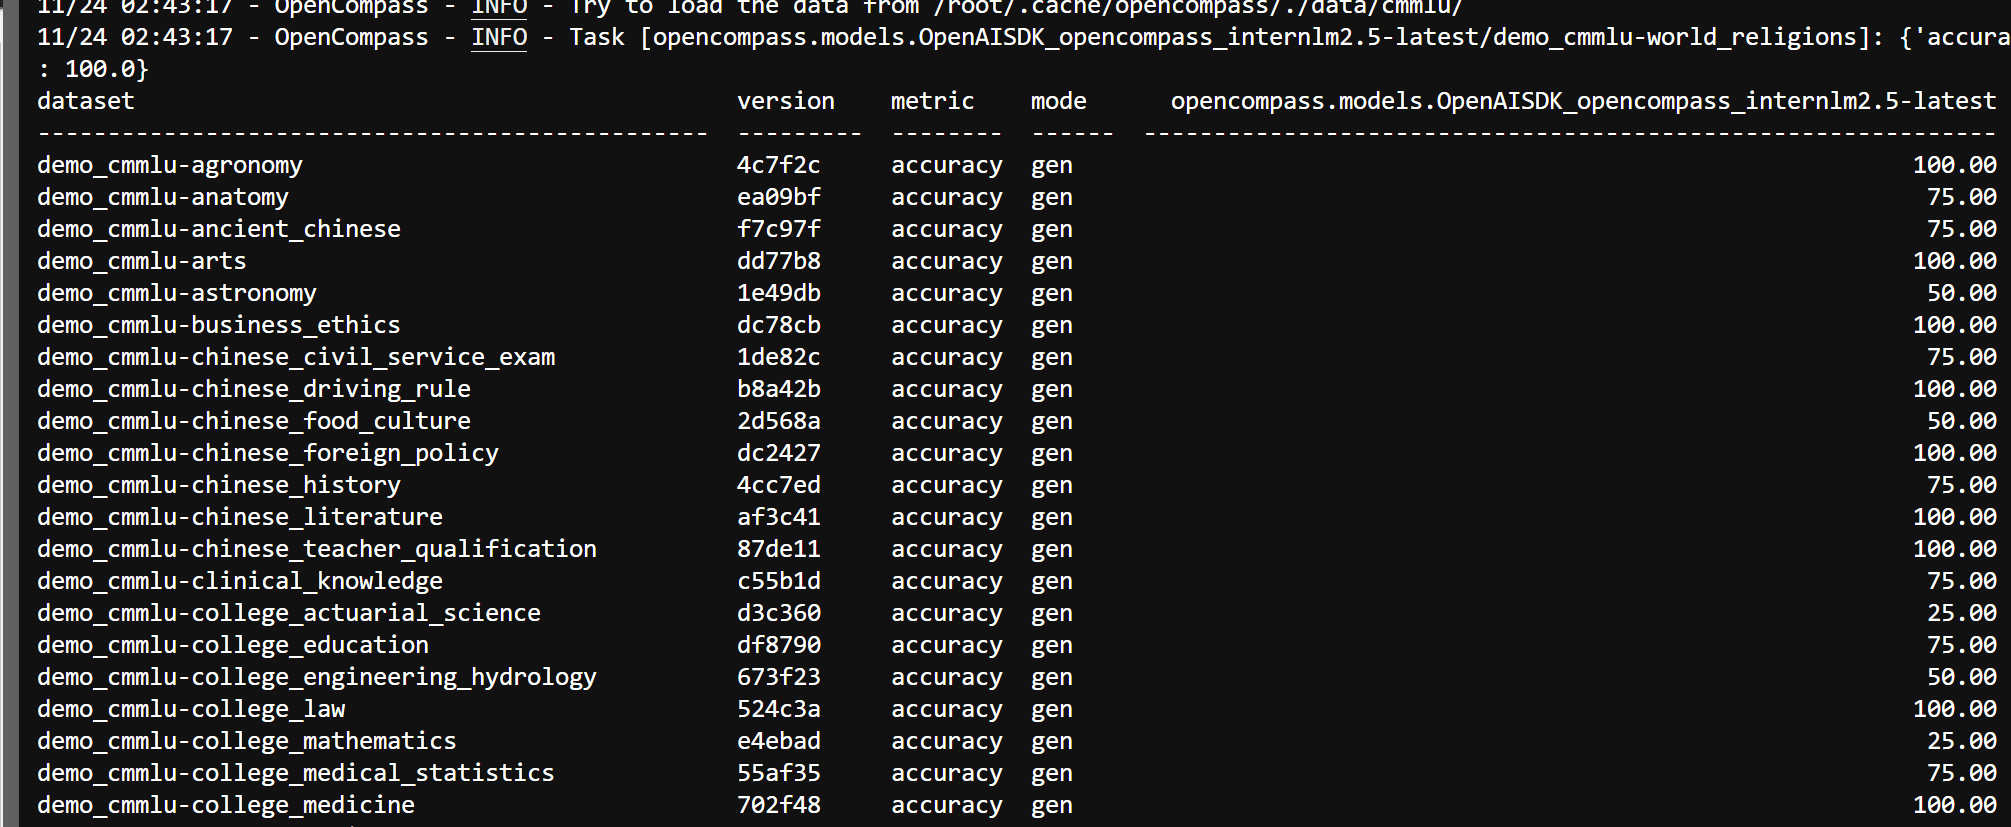 11/24 02:43:17 - OpenCompass - INFO - Try to load the data from /root/.cache/opencompass/./data/cmmlu/
11/24 02:43:17 - OpenCompass - INFO - Task [opencompass.models.OpenAISDK_opencompass_internlm2.5-latest/demo_cmmlu-world_religions]: {'accura
: 100.0}
dataset version metric mode opencompass.models.OpenAISDK_opencompass_internlm2.5-latest
------------------------------------------------ --------- -------- ------ -------------------------------------------------------------
demo_cmmlu-agronomy 4c7f2c accuracy gen 100.00
demo_cmmlu-anatomy ea09bf accuracy gen 75.00
demo_cmmlu-ancient_chinese f7c97f accuracy gen 75.00
demo_cmmlu-arts dd77b8 accuracy gen 100.00
demo_cmmlu-astronomy 1e49db accuracy gen 50.00
demo_cmmlu-business_ethics dc78cb accuracy gen 100.00
demo_cmmlu-chinese_civil_service_exam 1de82c accuracy gen 75.00
demo_cmmlu-chinese_driving_rule b8a42b accuracy gen 100.00
demo_cmmlu-chinese_food_culture 2d568a accuracy gen 50.00
demo_cmmlu-chinese_foreign_policy dc2427 accuracy gen 100.00
demo_cmmlu-chinese_history 4cc7ed accuracy gen 75.00
demo_cmmlu-chinese_literature af3c41 accuracy gen 100.00
demo_cmmlu-chinese_teacher_qualification 87de11 accuracy gen 100.00
demo_cmmlu-clinical_knowledge c55b1d accuracy gen 75.00
demo_cmmlu-college_actuarial_science d3c360 accuracy gen 25.00
demo_cmmlu-college_education df8790 accuracy gen 75.00
demo_cmmlu-college_engineering_hydrology 673f23 accuracy gen 50.00
demo_cmmlu-college_law 524c3a accuracy gen 100.00
demo_cmmlu-college_mathematics e4ebad accuracy gen 25.00
demo_cmmlu-college_medical_statistics 55af35 accuracy gen 75.00
demo_cmmlu-college_medicine 702f48 accuracy gen 100.00